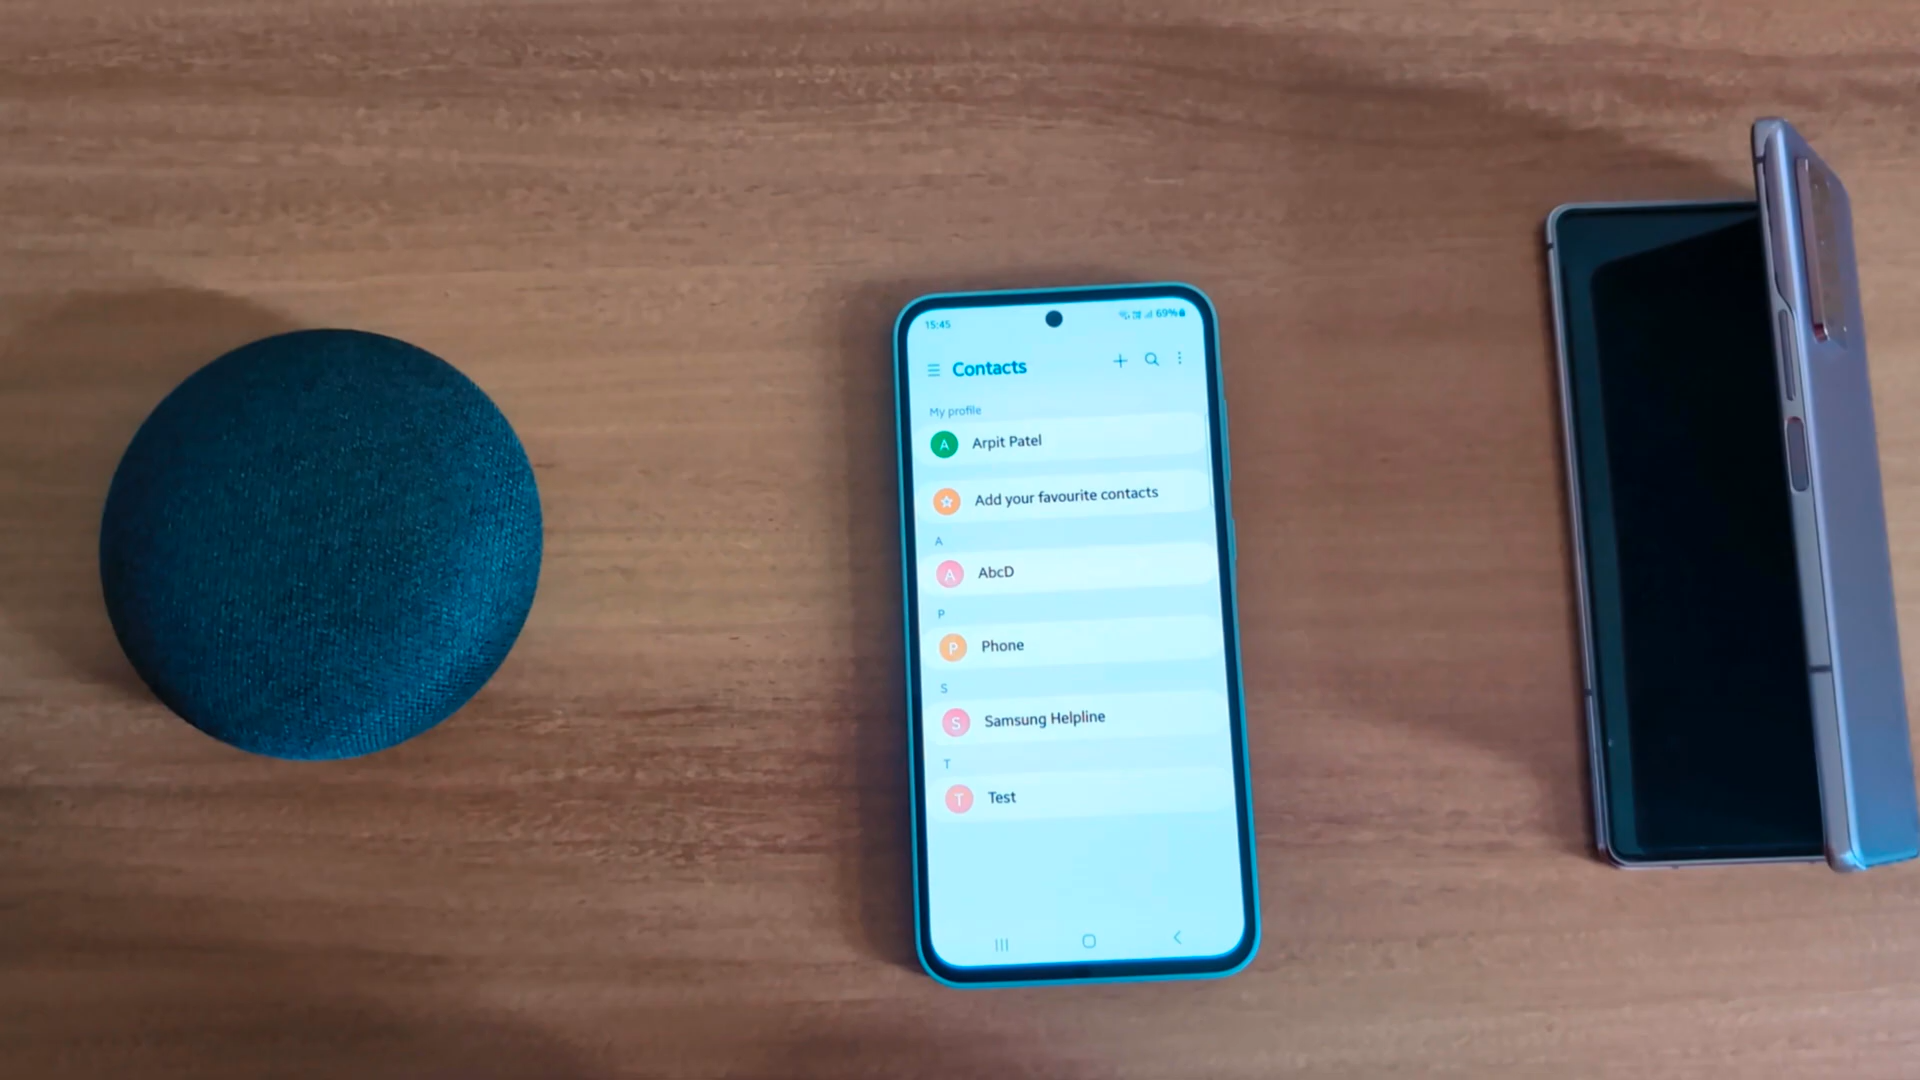 15:45 69%
Contacts
My profile
A Arpit Patel
Add your favourite contacts
A
A AbcD
P
P Phone
S
S Samsung Helpline
T
T Test